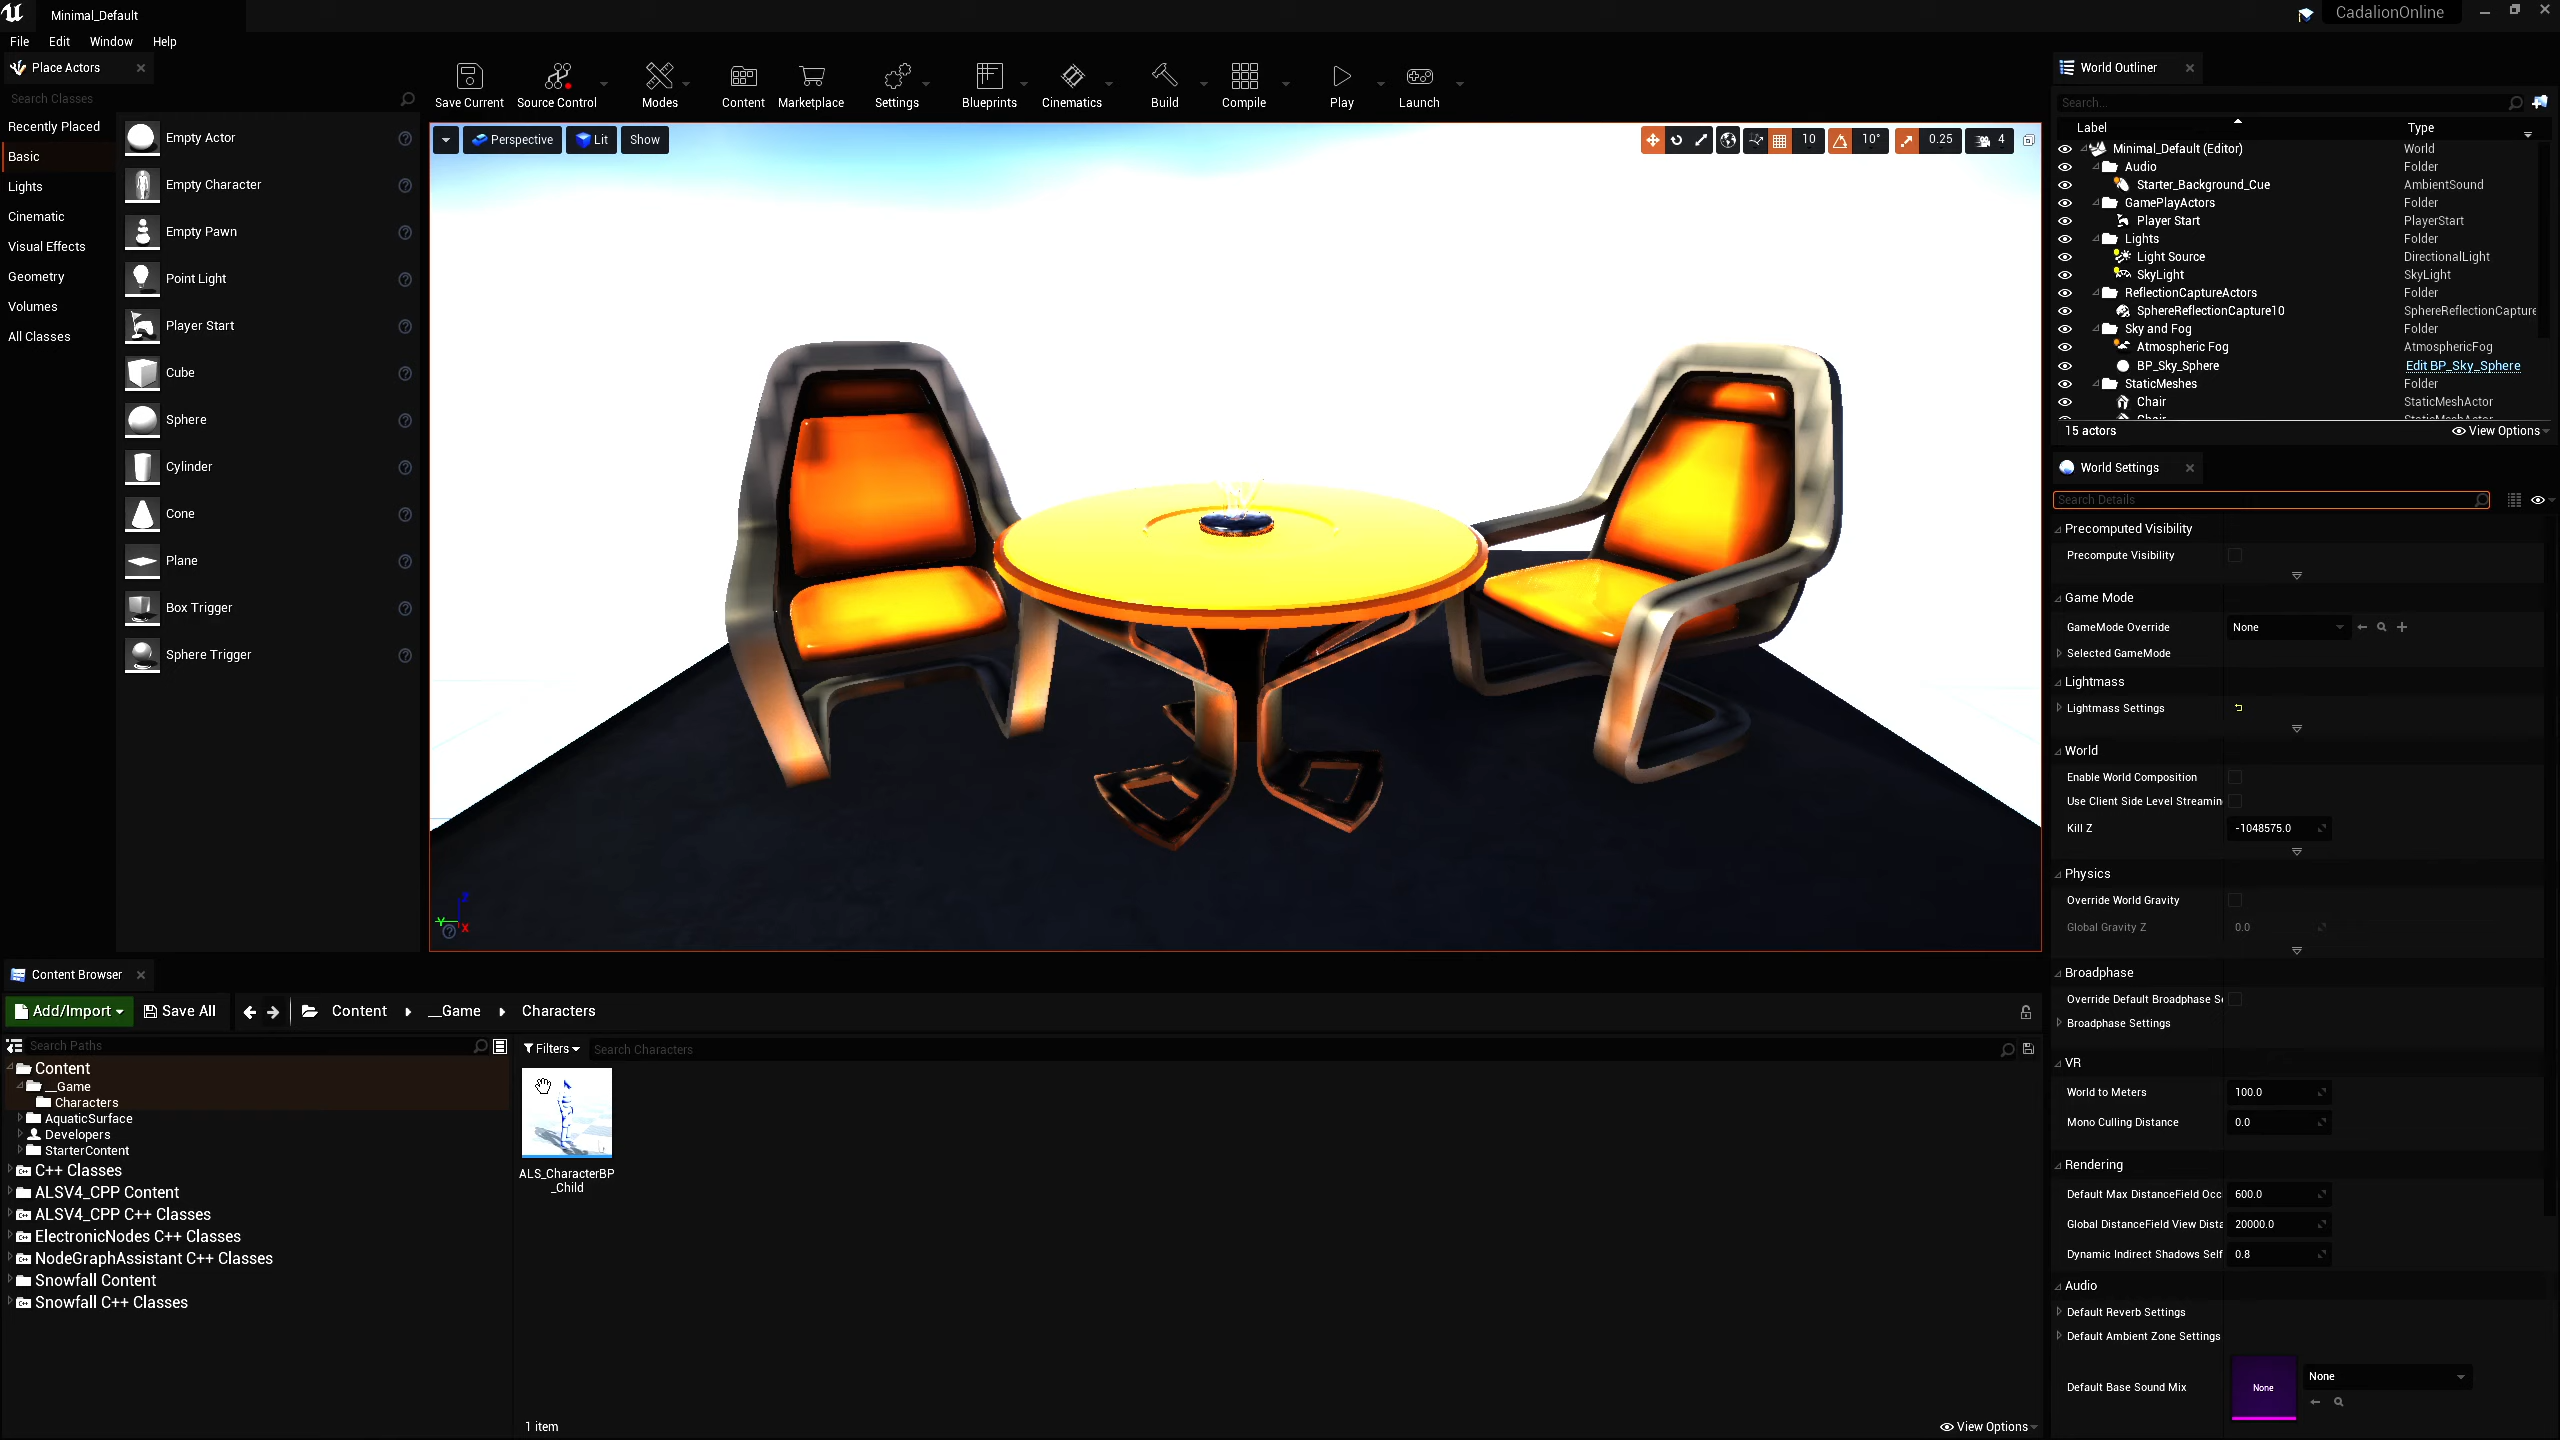 Minimal_Default
CadalionOnline
File Edit Window Help
Place Actors
Search Classes
Recently Placed
Basic
Lights
Cinematic
Visual Effects
Geometry
Volumes
All Classes
Empty Actor
Empty Character
Empty Pawn
Point Light
Player Start
Cube
Sphere
Cylinder
Cone
Plane
Box Trigger
Sphere Trigger
Save Current Source Control Modes Content Marketplace Settings Blueprints Cinematics Build Compile Play Launch
Perspective Lit Show
10 10° 0.25 4
Y
Z
X
World Outliner
Search...
Label Type
Minimal_Default (Editor) World
Audio Folder
Starter_Background_Cue AmbientSound
GamePlayActors Folder
Player Start PlayerStart
Lights Folder
Light Source DirectionalLight
SkyLight SkyLight
ReflectionCaptureActors Folder
SphereReflectionCapture10 SphereReflectionCapture
Sky and Fog Folder
Atmospheric Fog AtmosphericFog
BP_Sky_Sphere Edit BP_Sky_Sphere
StaticMeshes Folder
Chair StaticMeshActor
Chair StaticMeshActor
15 actors View Options
World Settings
Search Details
Precomputed Visibility
Precompute Visibility
Game Mode
GameMode Override None
Selected GameMode
Lightmass
Lightmass Settings
World
Enable World Composition
Use Client Side Level Streamin
Kill Z -1048575.0
Physics
Override World Gravity
Global Gravity Z 0.0
Broadphase
Override Default Broadphase Se
Broadphase Settings
VR
World to Meters 100.0
Mono Culling Distance 0.0
Rendering
Default Max DistanceField Occ 600.0
Global DistanceField View Dista 20000.0
Dynamic Indirect Shadows Self 0.8
Audio
Default Reverb Settings
Default Ambient Zone Settings
Default Base Sound Mix None None
Content Browser
Add/Import Save All Content __Game Characters
Search Paths
Filters Search Characters
Content
__Game
Characters
AquaticSurface
Developers
StarterContent
C++ Classes
ALSV4_CPP Content
ALSV4_CPP C++ Classes
ElectronicNodes C++ Classes
NodeGraphAssistant C++ Classes
Snowfall Content
Snowfall C++ Classes
ALS_CharacterBP
_Child
1 item View Options